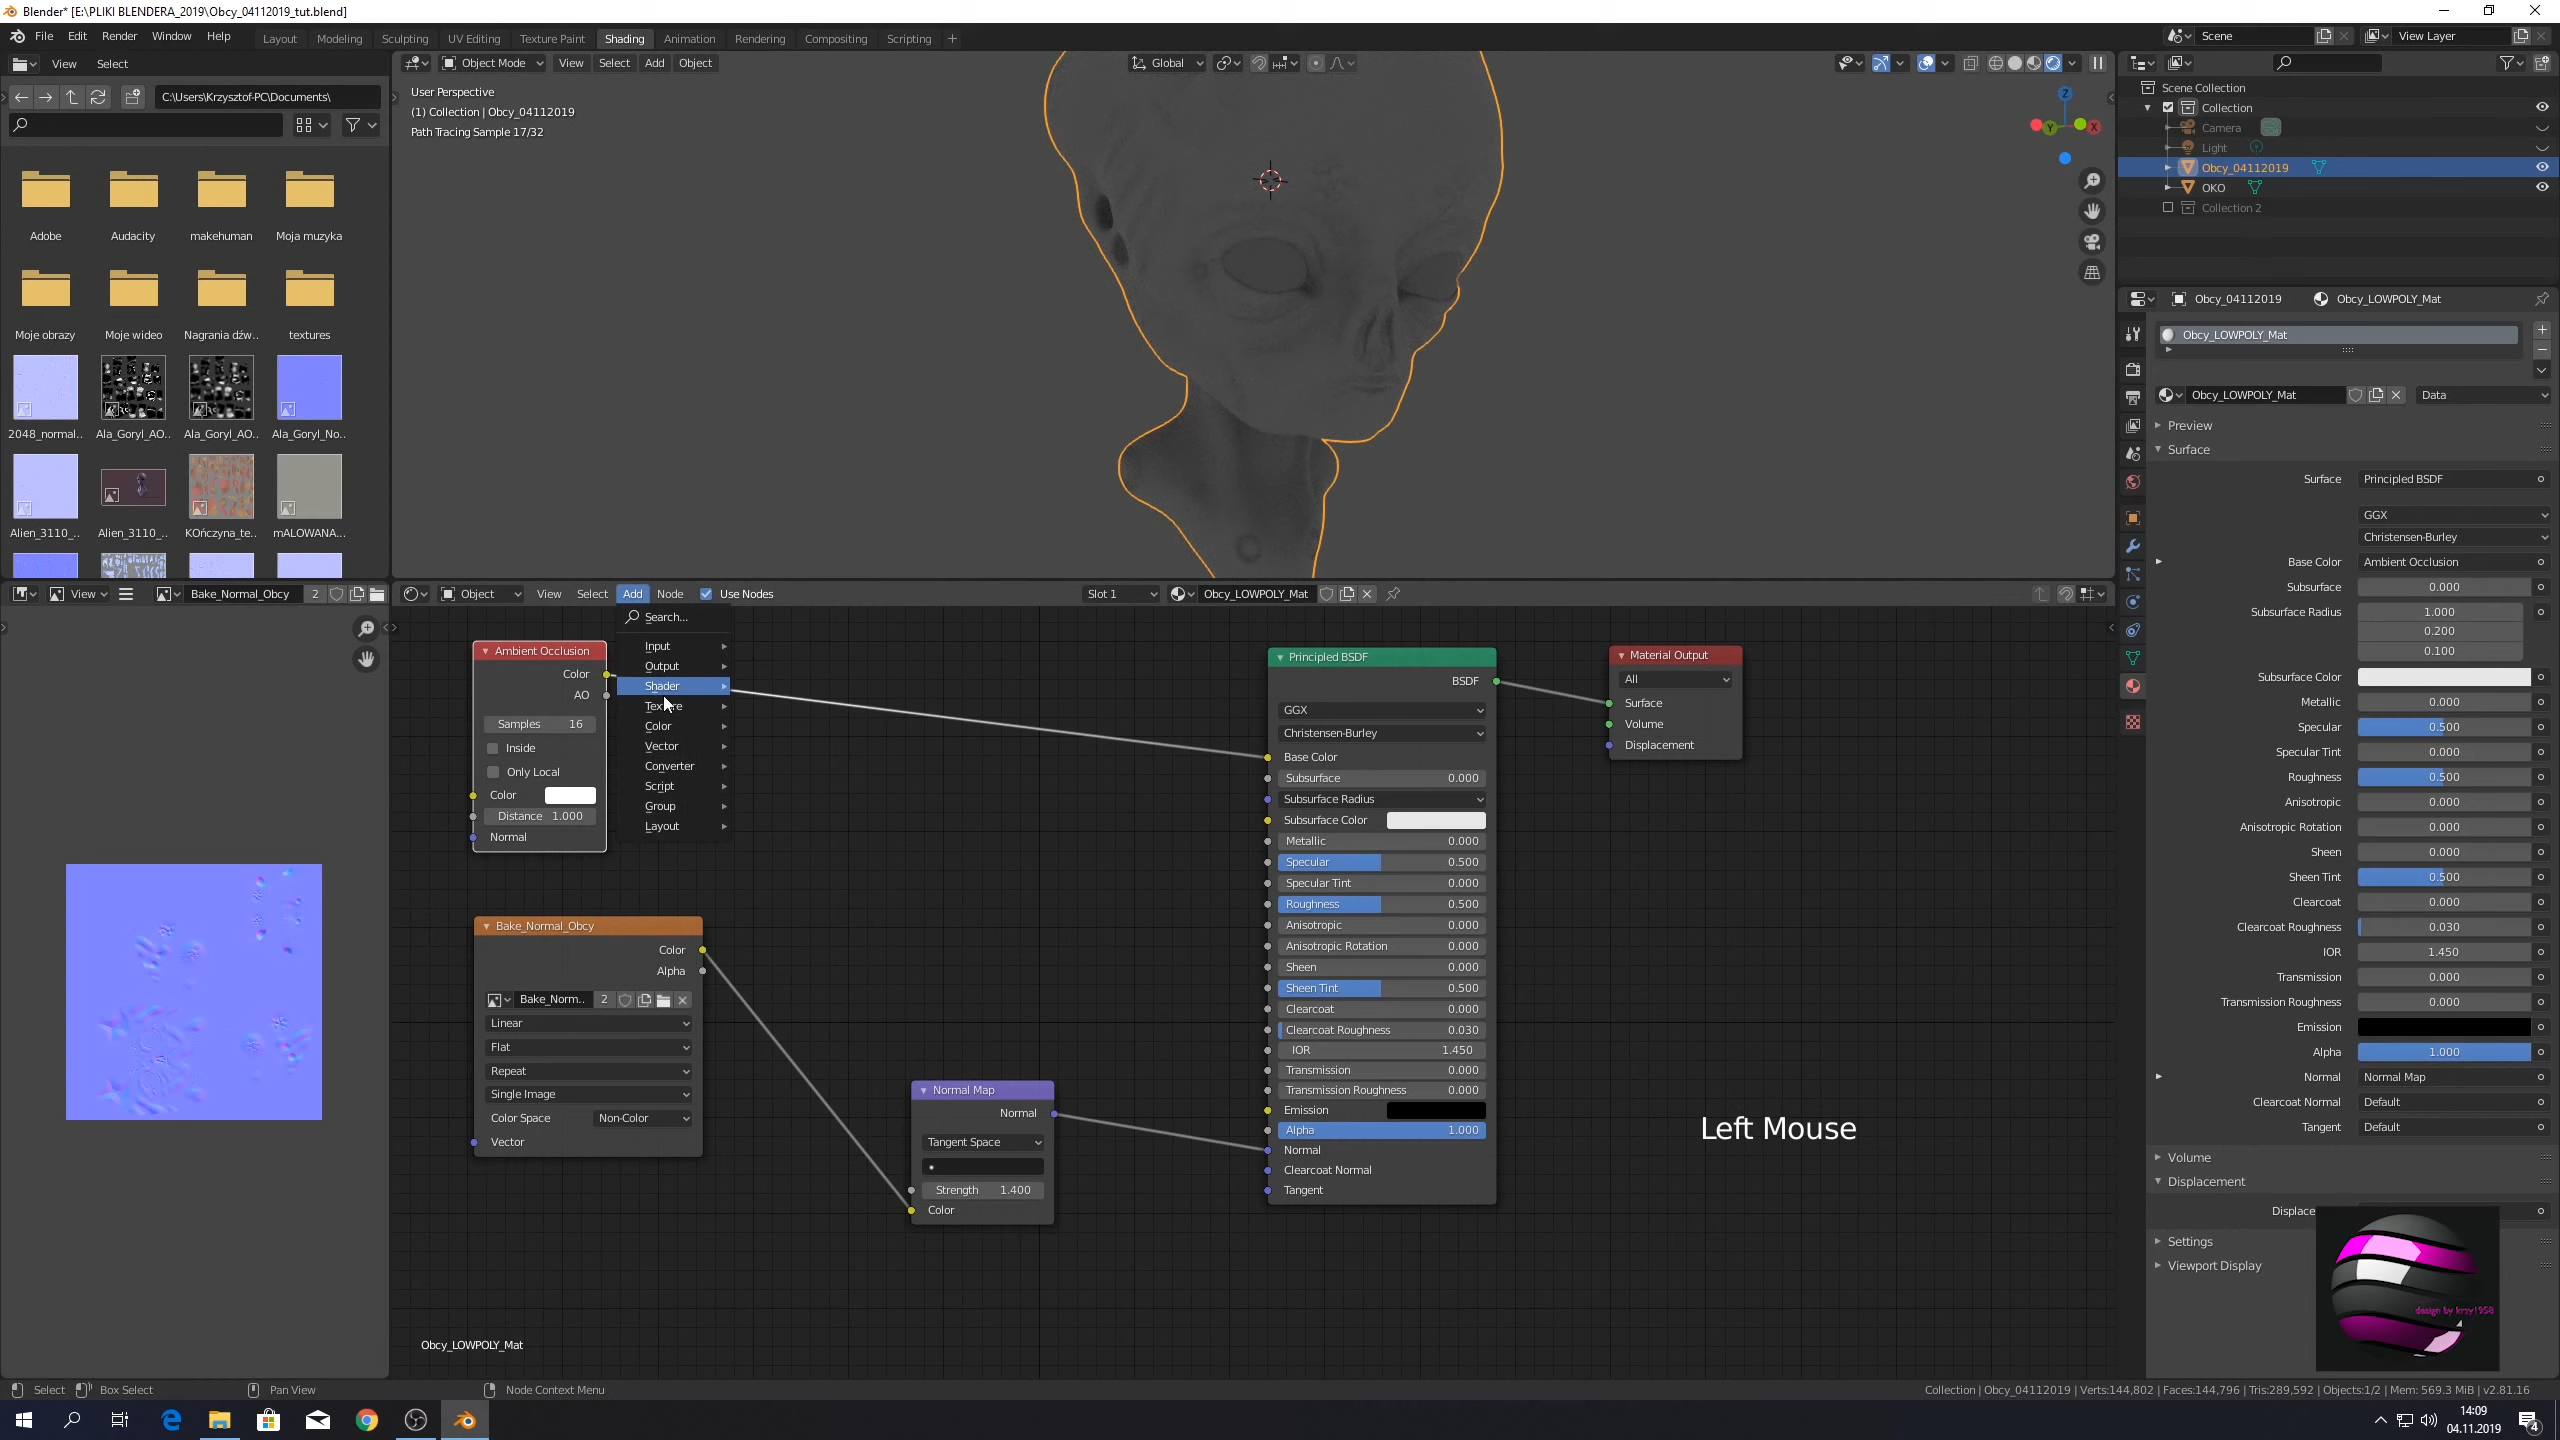 Blender* [E:\PLIKI BLENDERA_2019\Obcy_04112019_tut.blend]
File Edit Render Window Help Layout Modeling Sculpting UV Editing Texture Paint Shading Animation Rendering Compositing Scripting Scene View Layer
View Select
Object Mode View Select Add Object Global
C:\Users\Krzysztof-PC\Documents\
User Perspective
(1) Collection | Obcy_04112019
Path Tracing Sample 17/32
Z
Y
X
Adobe Audacity makehuman Moja muzyka
Moje obrazy Moje wideo Nagrania dźw.. textures
2048_normal.. Ala_Goryl_AO.. Ala_Goryl_AO.. Ala_Goryl_No..
Alien_3110_.. Alien_3110_.. KOńczyna_te.. mALOWANA...
Scene Collection
Collection
Camera
Light
Obcy_04112019
OKO
Collection 2
Obcy_04112019 Obcy_LOWPOLY_Mat
Obcy_LOWPOLY_Mat
Obcy_LOWPOLY_Mat Data
Preview
Surface
Surface Principled BSDF
GGX
Christensen-Burley
Base Color Ambient Occlusion
Subsurface 0.000
Subsurface Radius 1.000
0.200
0.100
Subsurface Color
Metallic 0.000
Specular 0.500
Specular Tint 0.000
Roughness 0.500
Anisotropic 0.000
Anisotropic Rotation 0.000
Sheen 0.000
Sheen Tint 0.500
Clearcoat 0.000
Clearcoat Roughness 0.030
IOR 1.450
Transmission 0.000
Transmission Roughness 0.000
Emission
Alpha 1.000
Normal Normal Map
Clearcoat Normal Default
Tangent Default
Volume
Displacement
Displace
Settings
Viewport Display
design by krzy1958
View Bake_Normal_Obcy 2
Object View Select Add Node Use Nodes Slot 1 Obcy_LOWPOLY_Mat
Search...
Input
Output
Shader
Texture
Color
Vector
Converter
Script
Group
Layout
Ambient Occlusion
Color
AO
Samples 16
Inside
Only Local
Color
Distance 1.000
Normal
Bake_Normal_Obcy
Color
Alpha
Bake_Norm.. 2
Linear
Flat
Repeat
Single Image
Color Space Non-Color
Vector
Normal Map
Normal
Tangent Space
Strength 1.400
Color
Principled BSDF
BSDF
GGX
Christensen-Burley
Base Color
Subsurface 0.000
Subsurface Radius
Subsurface Color
Metallic 0.000
Specular 0.500
Specular Tint 0.000
Roughness 0.500
Anisotropic 0.000
Anisotropic Rotation 0.000
Sheen 0.000
Sheen Tint 0.500
Clearcoat 0.000
Clearcoat Roughness 0.030
IOR 1.450
Transmission 0.000
Transmission Roughness 0.000
Emission
Alpha 1.000
Normal
Clearcoat Normal
Tangent
Material Output
All
Surface
Volume
Displacement
Left Mouse
Obcy_LOWPOLY_Mat
Select Box Select Pan View Node Context Menu Collection | Obcy_04112019 | Verts:144,802 | Faces:144,796 | Tris:289,592 | Objects:1/2 | Mem: 569.3 MiB | v2.81.16
14:09
04.11.2019
4